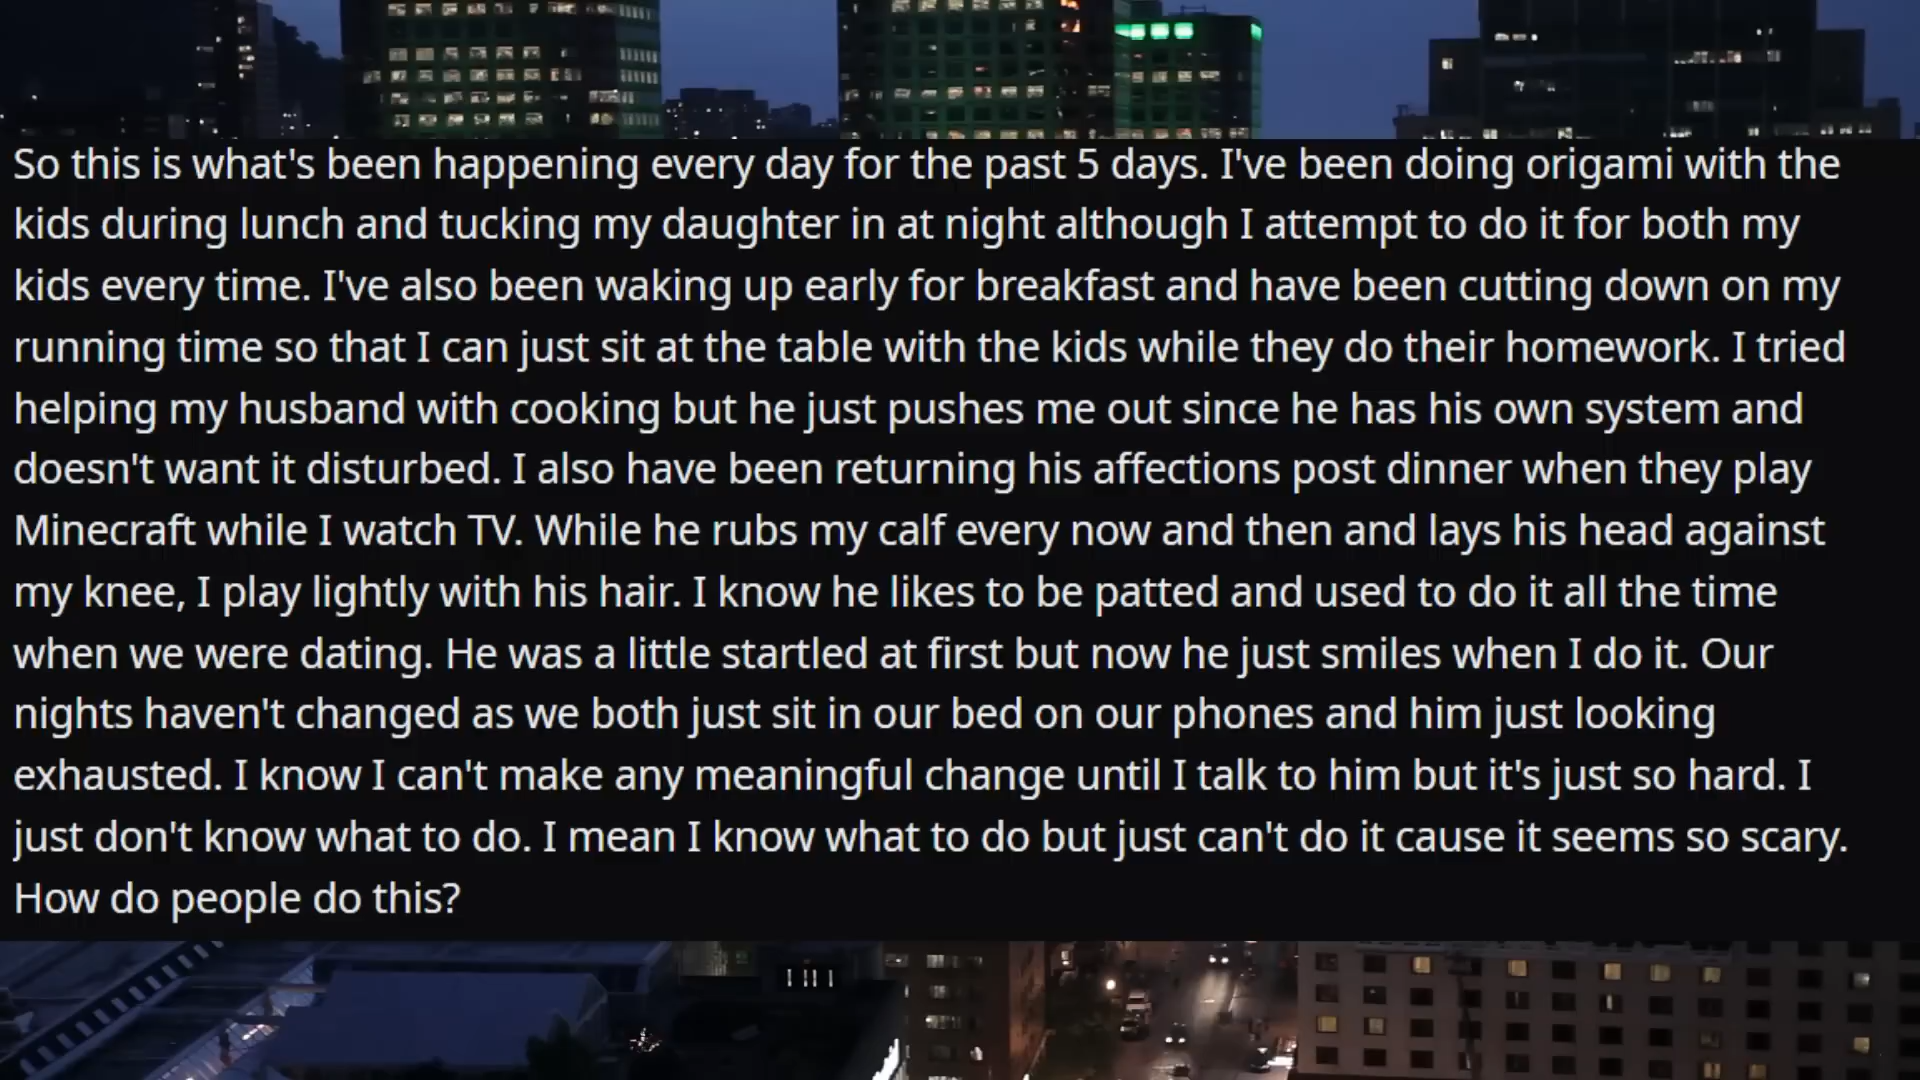 So this is what's been happening every day for the past 5 days. I've been doing origami with the
kids during lunch and tucking my daughter in at night although I attempt to do it for both my
kids every time. I've also been waking up early for breakfast and have been cutting down on my
running time so that I can just sit at the table with the kids while they do their homework. I tried
helping my husband with cooking but he just pushes me out since he has his own system and
doesn't want it disturbed. I also have been returning his affections post dinner when they play
Minecraft while I watch TV. While he rubs my calf every now and then and lays his head against
my knee, I play lightly with his hair. I know he likes to be patted and used to do it all the time
when we were dating. He was a little startled at first but now he just smiles when I do it. Our
nights haven't changed as we both just sit in our bed on our phones and him just looking
exhausted. I know I can't make any meaningful change until I talk to him but it's just so hard. I
just don't know what to do. I mean I know what to do but just can't do it cause it seems so scary.
How do people do this?